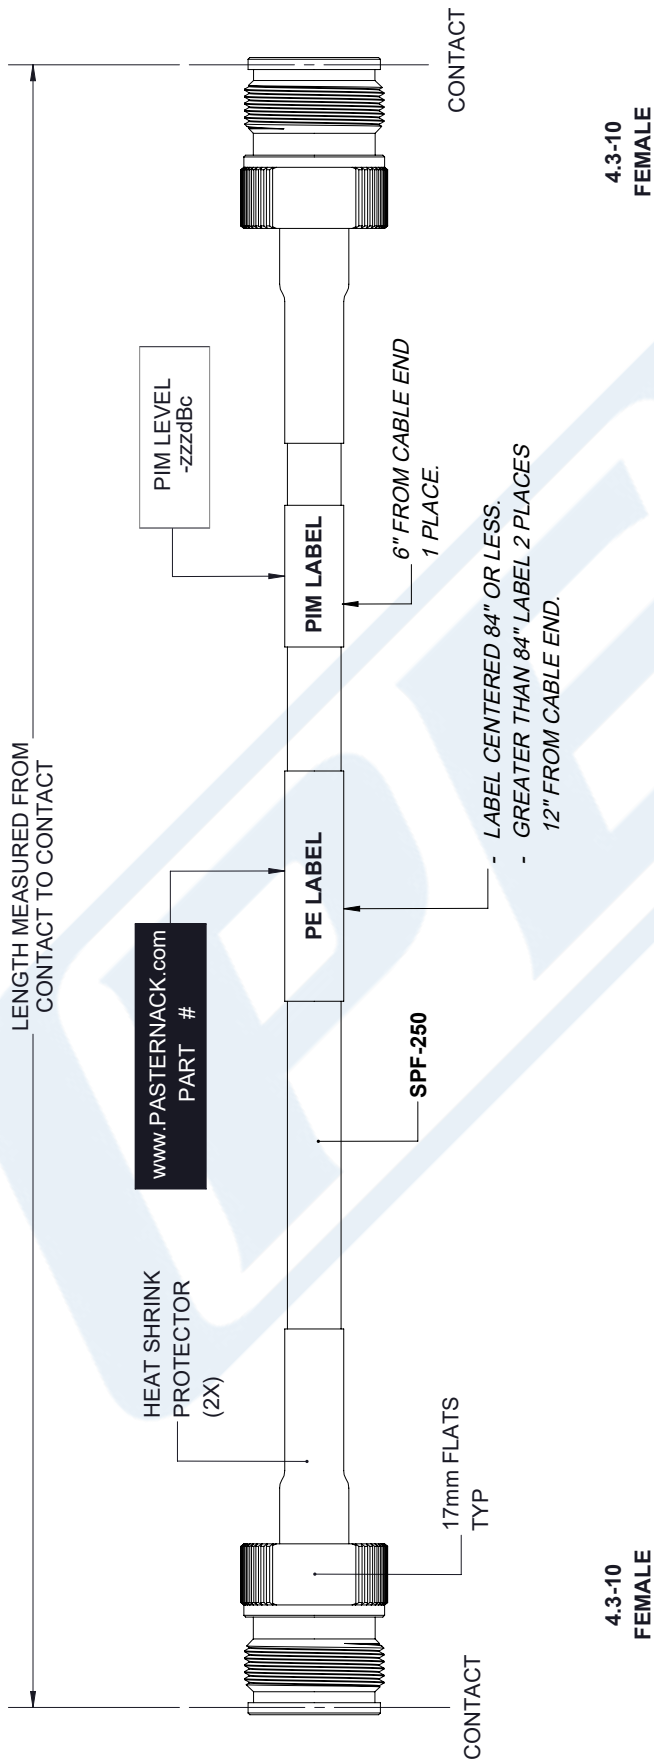 LENGTH MEASURED FROM
CONTACT TO CONTACT
HEAT SHRINK
PROTECTOR
(2X)
www.PASTERNACK.com
PART #
PIM LEVEL
-zzzdBc
PE LABEL
PIM LABEL
CONTACT
17mm FLATS
TYP
SPF-250
- LABEL CENTERED 84" OR LESS.
- GREATER THAN 84" LABEL 2 PLACES
12" FROM CABLE END.
6" FROM CABLE END
1 PLACE.
CONTACT
4.3-10
FEMALE
4.3-10
FEMALE